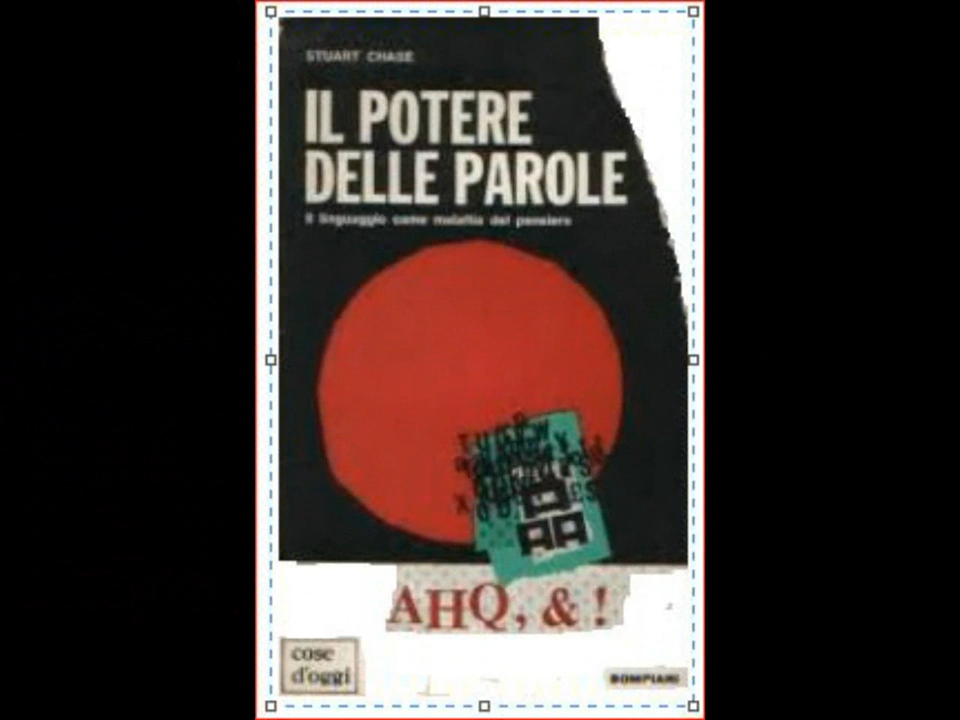 STUART CHASE
IL POTERE
DELLE PAROLE
Il linguaggio come malattia del pensiero
AHQ, & !
cose
d'oggi
BOMPIANI